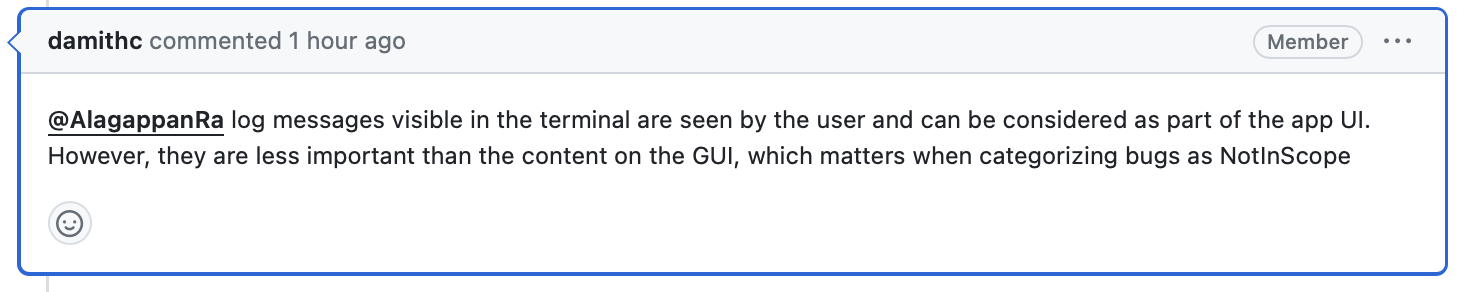 damithc commented 1 hour ago
Member
@AlagappanRa log messages visible in the terminal are seen by the user and can be considered as part of the app UI.
However, they are less important than the content on the GUI, which matters when categorizing bugs as NotInScope